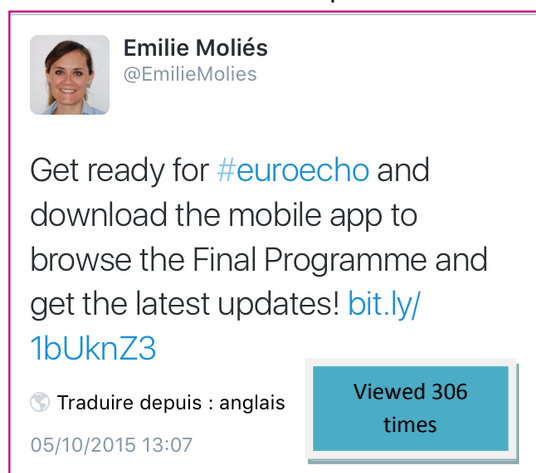 Emilie Moliés
@EmilieMolies
Get ready for #euroecho and
download the mobile app to
browse the Final Programme and
get the latest updates! bit.ly/
1bUknZ3
Traduire depuis : anglais
05/10/2015 13:07
Viewed 306
times